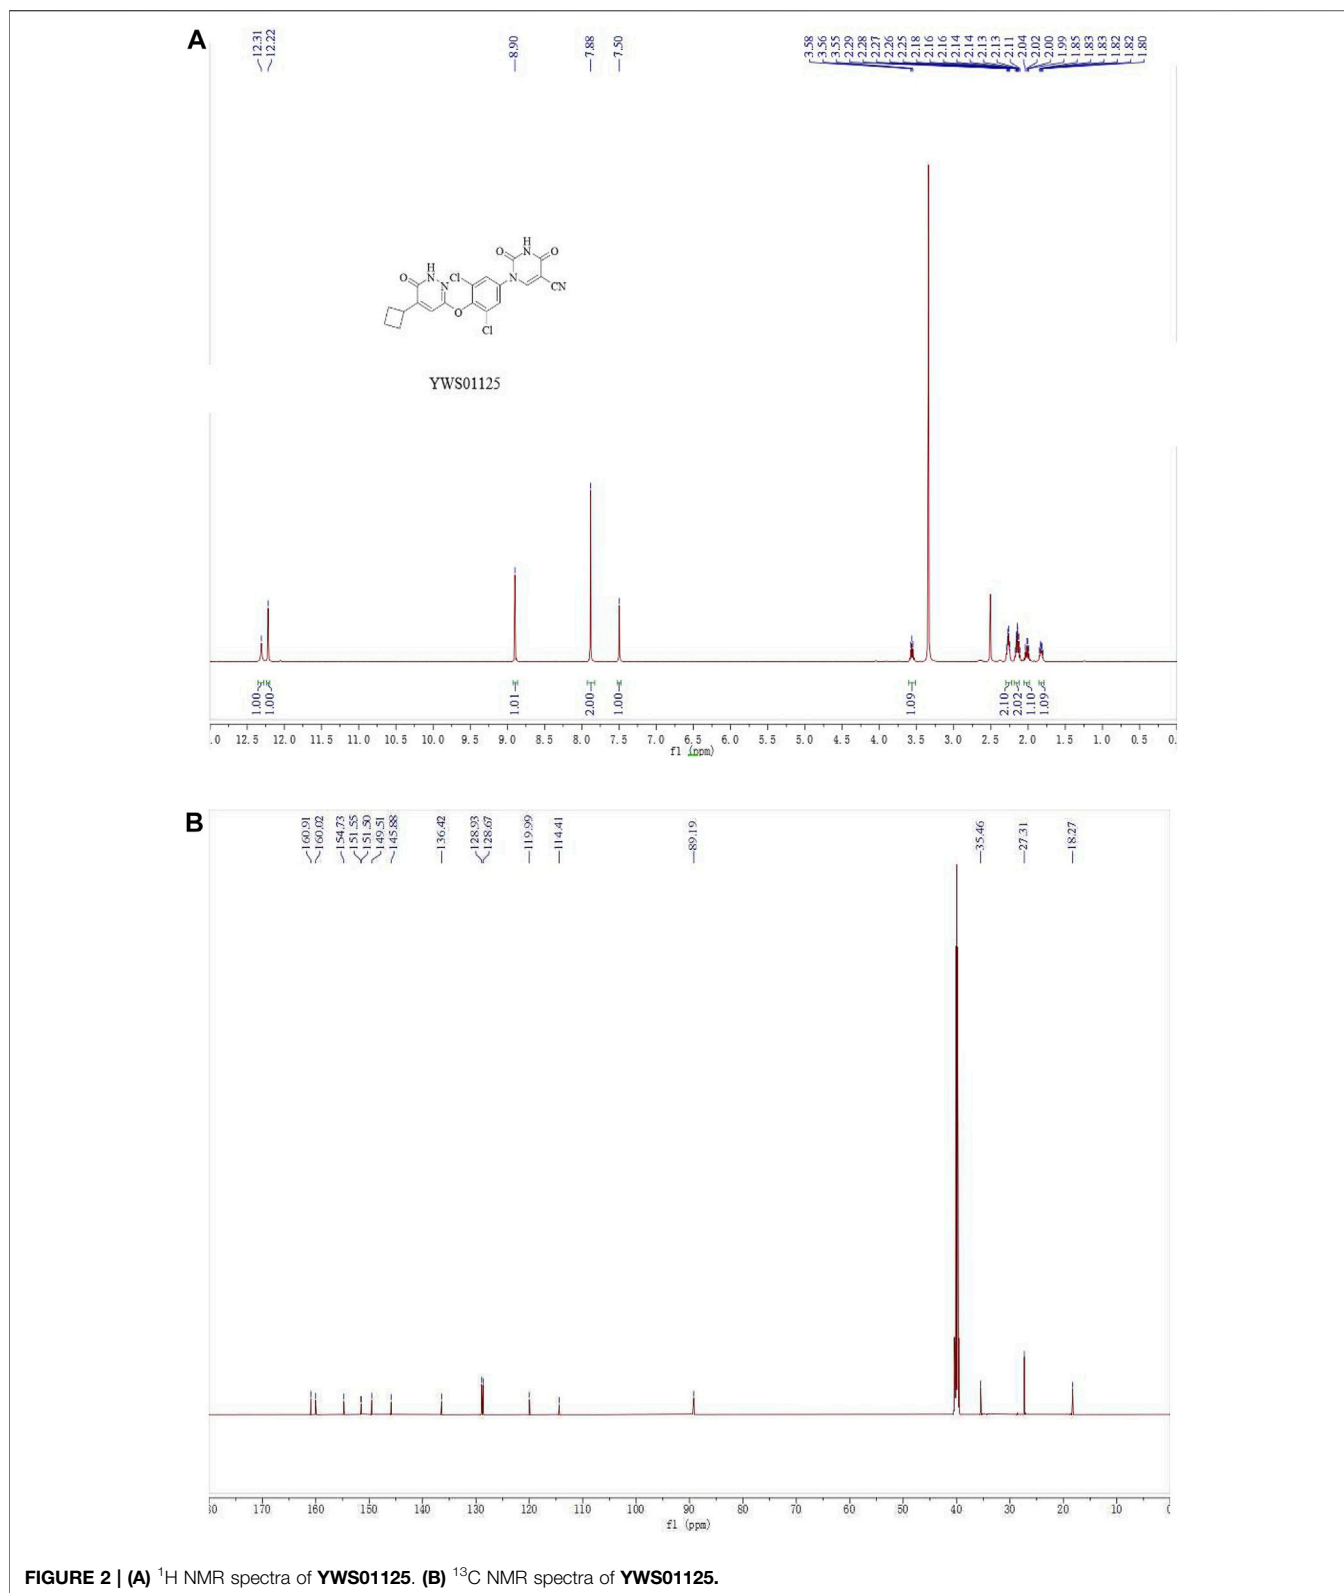 A
12.31
12.22
8.90
7.88
7.50
3.58
3.56
3.55
2.29
2.28
2.27
2.26
2.25
2.18
2.16
2.16
2.14
2.14
2.13
2.13
2.11
2.04
2.02
2.00
1.99
1.85
1.83
1.83
1.82
1.82
1.80
O
H
N
N
Cl
O
Cl
O
H
N
O
N
CN
YWS01125
1.00
1.00
1.01
2.00
1.00
1.09
2.10
2.02
1.10
1.09
.0 12.5 12.0 11.5 11.0 10.5 10.0 9.5 9.0 8.5 8.0 7.5 7.0 6.5 6.0 5.5 5.0 4.5 4.0 3.5 3.0 2.5 2.0 1.5 1.0 0.5 0.
f1 (ppm)
B
160.91
160.02
154.73
151.55
151.50
149.51
145.88
136.42
128.93
128.67
119.99
114.41
89.19
35.46
27.31
18.27
80 170 160 150 140 130 120 110 100 90 80 70 60 50 40 30 20 10 0
f1 (ppm)
FIGURE 2 | (A) ¹H NMR spectra of YWS01125. (B) ¹³C NMR spectra of YWS01125.